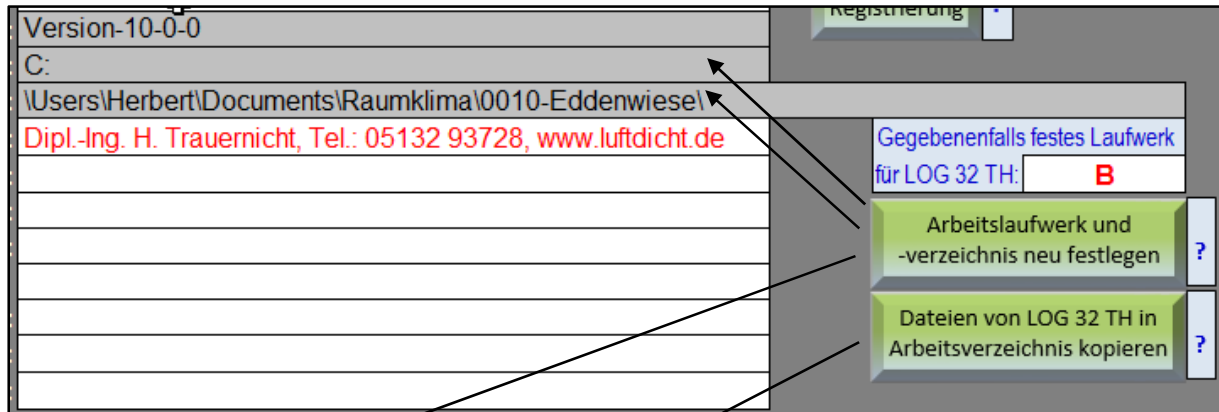 Version-10-0-0
Registrierung
?
C:
\Users\Herbert\Documents\Raumklima\0010-Eddenwiese\
Dipl.-Ing. H. Trauernicht, Tel.: 05132 93728, www.luftdicht.de
Gegebenenfalls festes Laufwerk
für LOG 32 TH:
B
Arbeitslaufwerk und
-verzeichnis neu festlegen
?
Dateien von LOG 32 TH in
Arbeitsverzeichnis kopieren
?